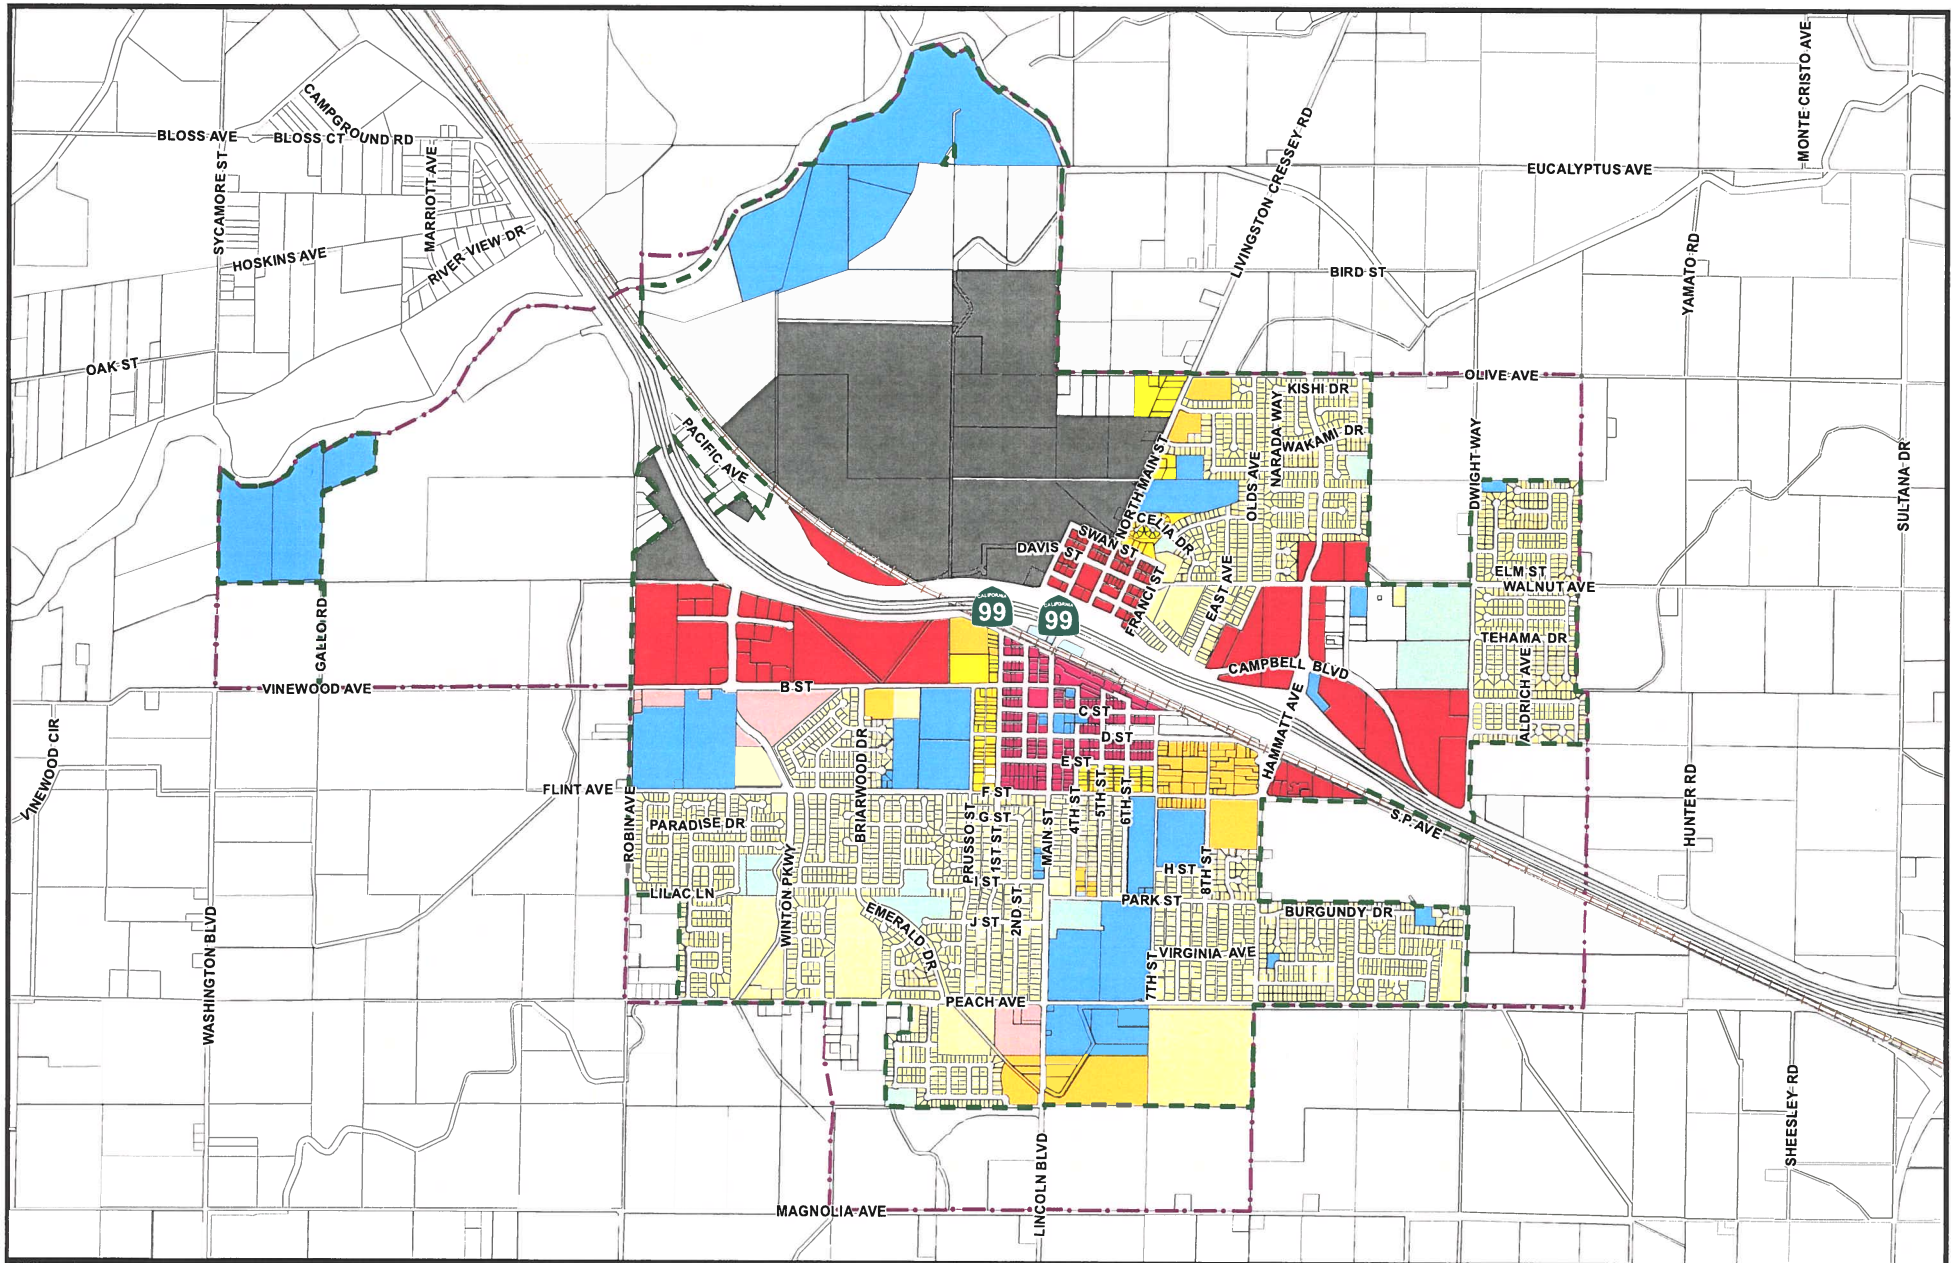 MONTE CRISTO AVE
CAMPGROUND RD
BLOSS AVE
BLOSS CT
SYCAMORE ST
MARRIOTT AVE
LIVINGSTON CRESSEY RD
EUCALYPTUS AVE
HOSKINS AVE
RIVER VIEW DR
YAMATO RD
BIRD ST
OAK ST
OLIVE AVE
KISHI DR
NARADA WAY
WAKAMI DR
PACIFIC AVE
NORTH MAIN ST
OLDS AVE
DWIGHT WAY
SULTANA DR
CELIA DR
SWAN ST
DAVIS ST
FRANCI ST
EAST AVE
ELM ST
WALNUT AVE
CALIFORNIA
99
CALIFORNIA
99
GALLO RD
TEHAMA DR
ALDRICH AVE
CAMPBELL BLVD
VINEWOOD AVE
B ST
C ST
D ST
HAMMATT AVE
VINEWOOD CIR
BRIARWOOD DR
E ST
5TH ST
6TH ST
FLINT AVE
F ST
4TH ST
HUNTER RD
ROBIN AVE
PARADISE DR
PRUSSO ST
G ST
1ST ST
MAIN ST
S.P. AVE
WINTON PKWY
H ST
8TH ST
I ST
LILAC LN
2ND ST
PARK ST
EMERALD DR
J ST
BURGUNDY DR
WASHINGTON BLVD
VIRGINIA AVE
7TH ST
PEACH AVE
SHEESLEY RD
LINCOLN BLVD
MAGNOLIA AVE